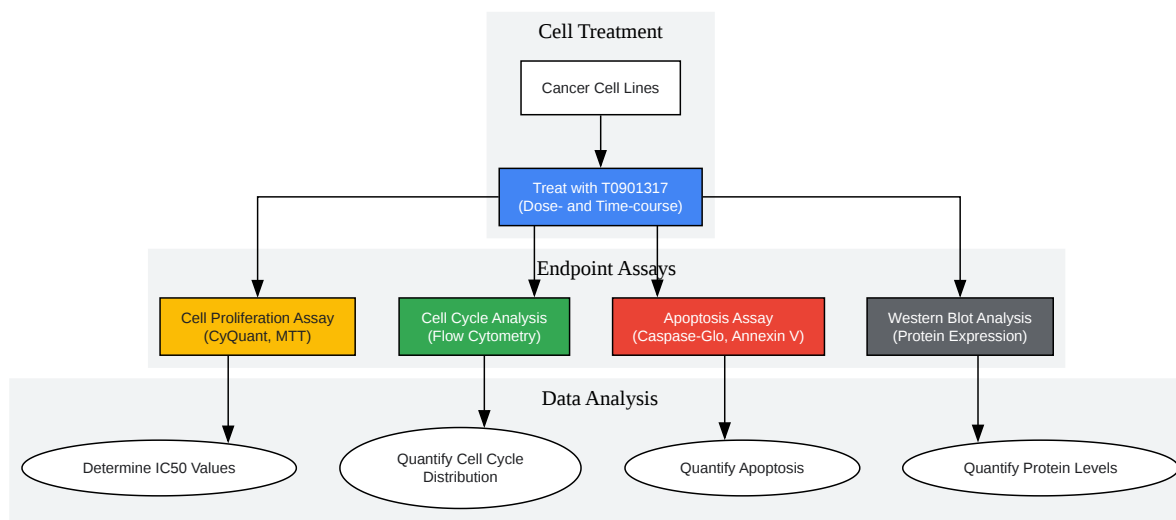 Cell Treatment
Cancer Cell Lines
Treat with T0901317
(Dose- and Time-course)
Endpoint Assays
Cell Proliferation Assay
(CyQuant, MTT)
Cell Cycle Analysis
(Flow Cytometry)
Apoptosis Assay
(Caspase-Glo, Annexin V)
Western Blot Analysis
(Protein Expression)
Data Analysis
Determine IC50 Values
Quantify Cell Cycle
Distribution
Quantify Apoptosis
Quantify Protein Levels